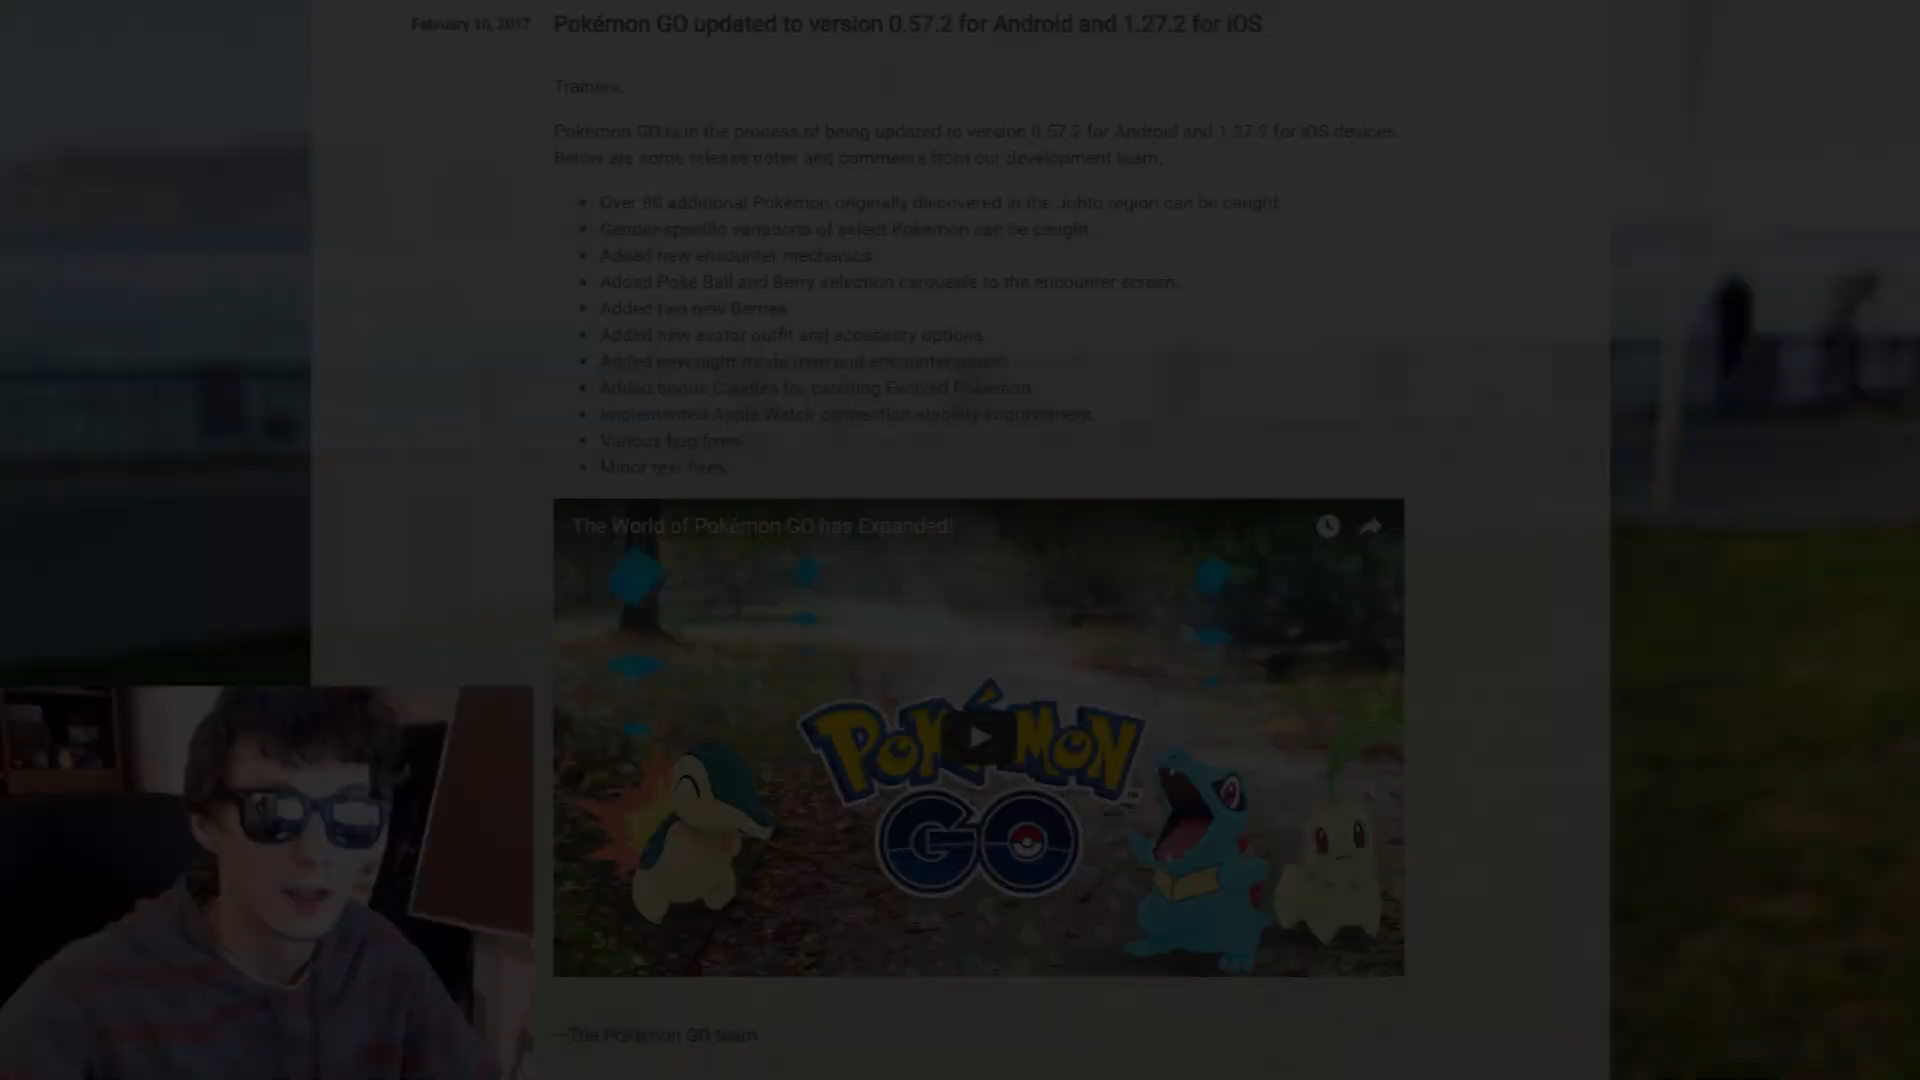 February 16, 2017
Pokémon GO updated to version 0.57.2 for Android and 1.27.2 for iOS
Trainers,
Pokémon GO is in the process of being updated to version 0.57.2 for Android and 1.27.2 for iOS devices.
Below are some release notes and comments from our development team.
• Over 80 additional Pokémon originally discovered in the Johto region can be caught.
• Gender-specific variations of select Pokémon can be caught.
• Added new encounter mechanics.
• Added Poké Ball and Berry selection carousels to the encounter screen.
• Added two new Berries.
• Added new avatar outfit and accessory options.
• Added new night mode map and encounter
• Added bonus Candies for catching Evolved Pokémon.
• Implemented Apple Watch connection stability improvement.
• Various bug fixes.
• Minor text fixes.
The World of Pokémon GO has Expanded!
POKÉMON
GO
—The Pokémon GO team